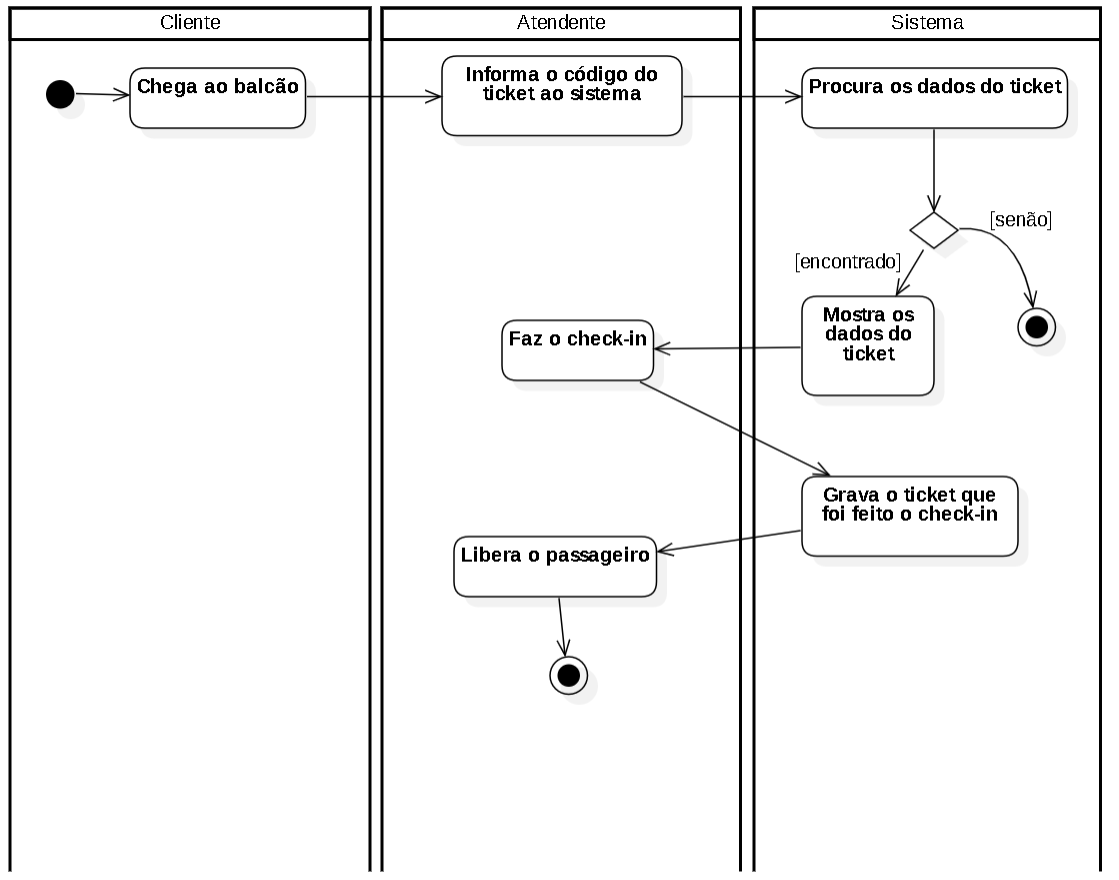 Cliente
Atendente
Sistema
Chega ao balcão
Informa o código do
ticket ao sistema
Procura os dados do ticket
[senão]
[encontrado]
Mostra os
dados do
ticket
Faz o check-in
Grava o ticket que
foi feito o check-in
Libera o passageiro